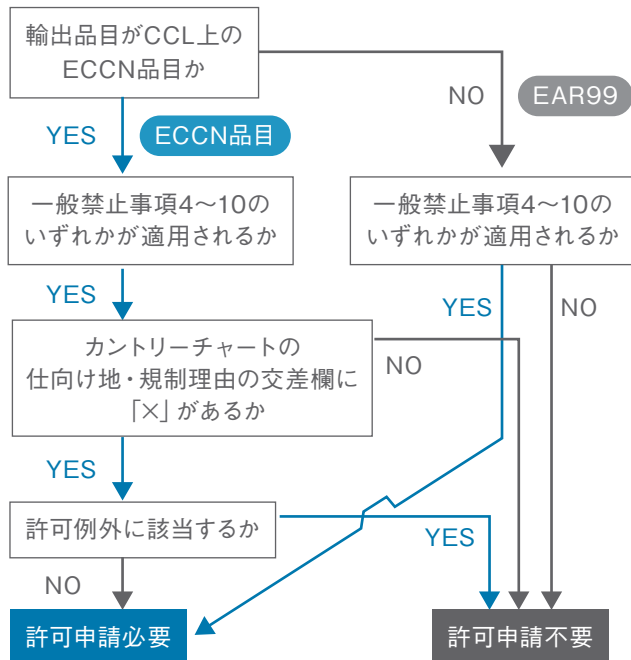 輸出品目がCCL上の
ECCN品目か
NO
EAR99
YES
ECCN品目
一般禁止事項4〜10の
いずれかが適用されるか
一般禁止事項4〜10の
いずれかが適用されるか
YES
YES
NO
カントリーチャートの
仕向け地・規制理由の交差欄に
「×」があるか
NO
YES
許可例外に該当するか
YES
NO
許可申請必要
許可申請不要